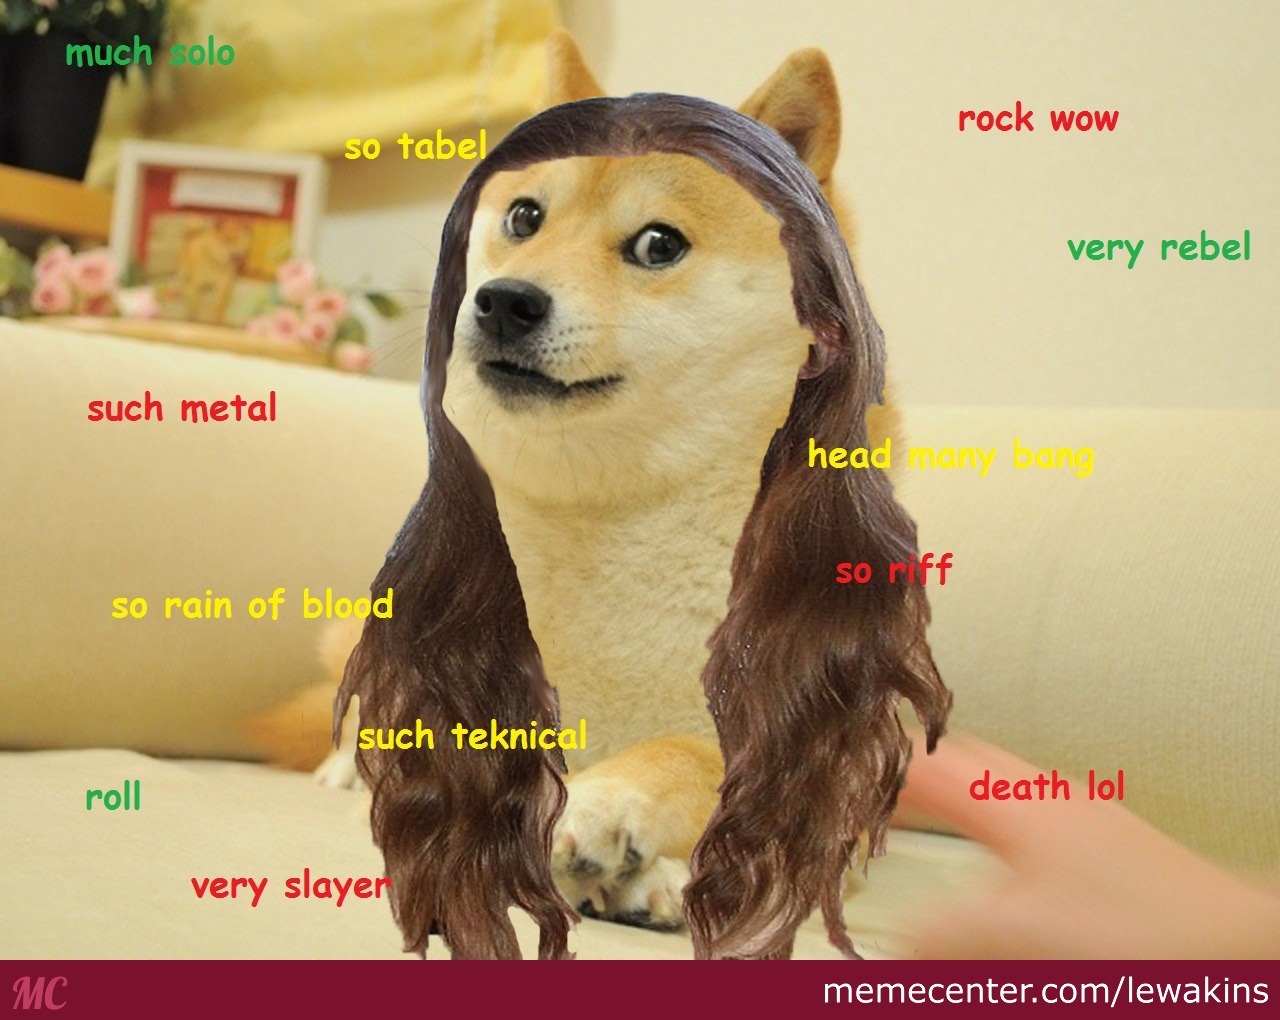 much solo
rock wow
so tabel
very rebel
such metal
head many bang
so riff
so rain of blood
such teknical
death lol
roll
very slayer
MC
memecenter.com/lewakins